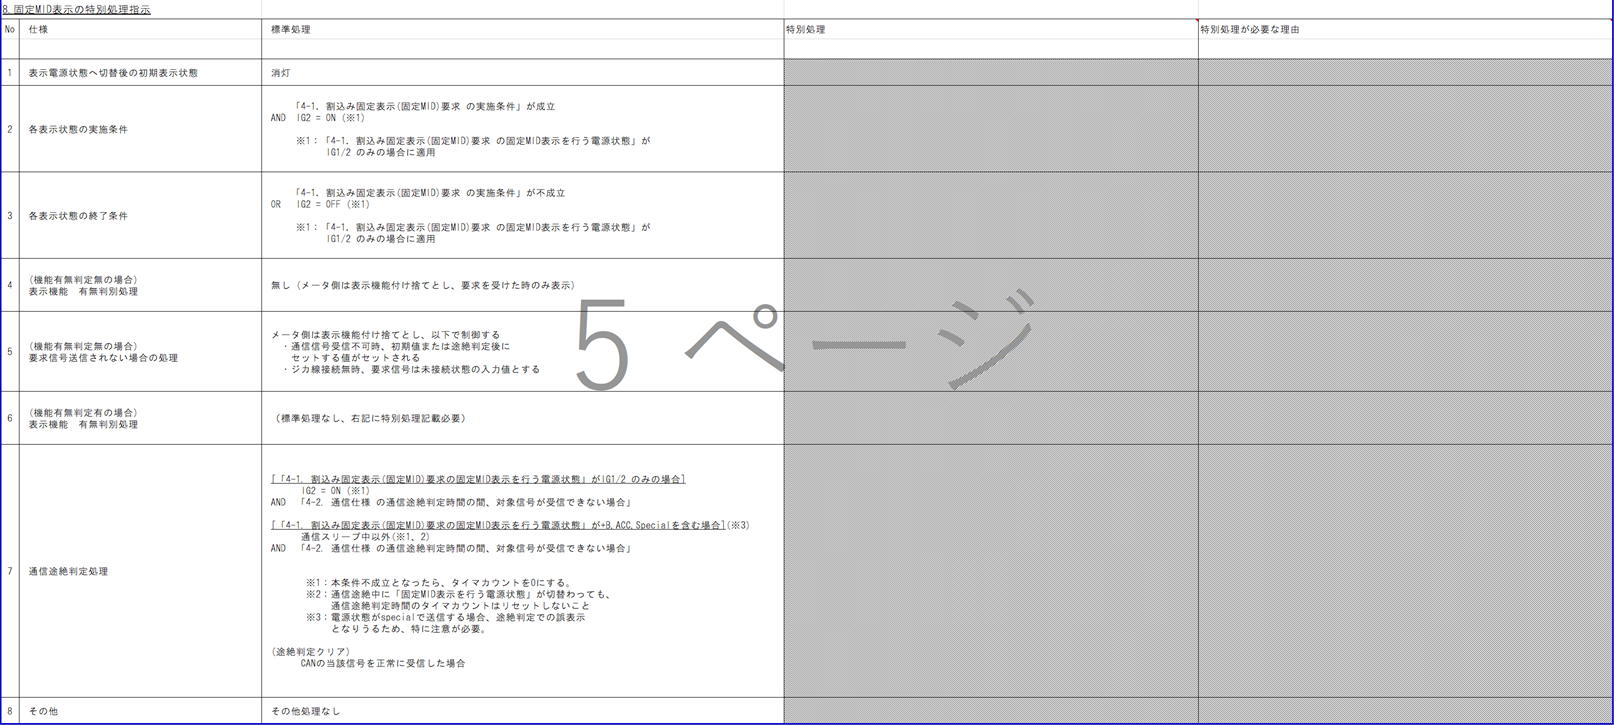 8. 固定MID表示の特別処理指示
No 仕様 標準処理 特別処理 特別処理が必要な理由
1 表示電源状態へ切替後の初期表示状態 消灯
2 各表示状態の実施条件
「4-1. 割込み固定表示(固定MID)要求 の実施条件」が成立
AND IG2 = ON (※1)
※1：「4-1. 割込み固定表示(固定MID)要求 の固定MID表示を行う電源状態」が
IG1/2 のみの場合に適用
3 各表示状態の終了条件
「4-1. 割込み固定表示(固定MID)要求 の実施条件」が不成立
OR IG2 = OFF (※1)
※1：「4-1. 割込み固定表示(固定MID)要求 の固定MID表示を行う電源状態」が
IG1/2 のみの場合に適用
4 (機能有無判定無の場合)
表示機能　有無判別処理
無し（メータ側は表示機能付け捨てとし、要求を受けた時のみ表示）
5 (機能有無判定無の場合)
要求信号送信されない場合の処理
メータ側は表示機能付け捨てとし、以下で制御する
・通信信号受信不可時、初期値または途絶判定後に
セットする値がセットされる
・ジカ線接続無時、要求信号は未接続状態の入力値とする
5 ページ
6 (機能有無判定有の場合)
表示機能　有無判別処理
（標準処理なし、右記に特別処理記載必要）
7 通信途絶判定処理
[「4-1. 割込み固定表示(固定MID)要求の固定MID表示を行う電源状態」がIG1/2 のみの場合]
IG2 = ON (※1)
AND 「4-2. 通信仕様 の通信途絶判定時間の間、対象信号が受信できない場合」
[「4-1. 割込み固定表示(固定MID)要求の固定MID表示を行う電源状態」が+B,ACC,Specialを含む場合](※3)
通信スリープ中以外(※1、2)
AND 「4-2. 通信仕様 の通信途絶判定時間の間、対象信号が受信できない場合」
※1：本条件不成立となったら、タイマカウントを0にする。
※2：通信途絶中に「固定MID表示を行う電源状態」が切替わっても、
通信途絶判定時間のタイマカウントはリセットしないこと
※3：電源状態がspecialで送信する場合、途絶判定での誤表示
となりうるため、特に注意が必要。
(途絶判定クリア)
CANの当該信号を正常に受信した場合
8 その他 その他処理なし